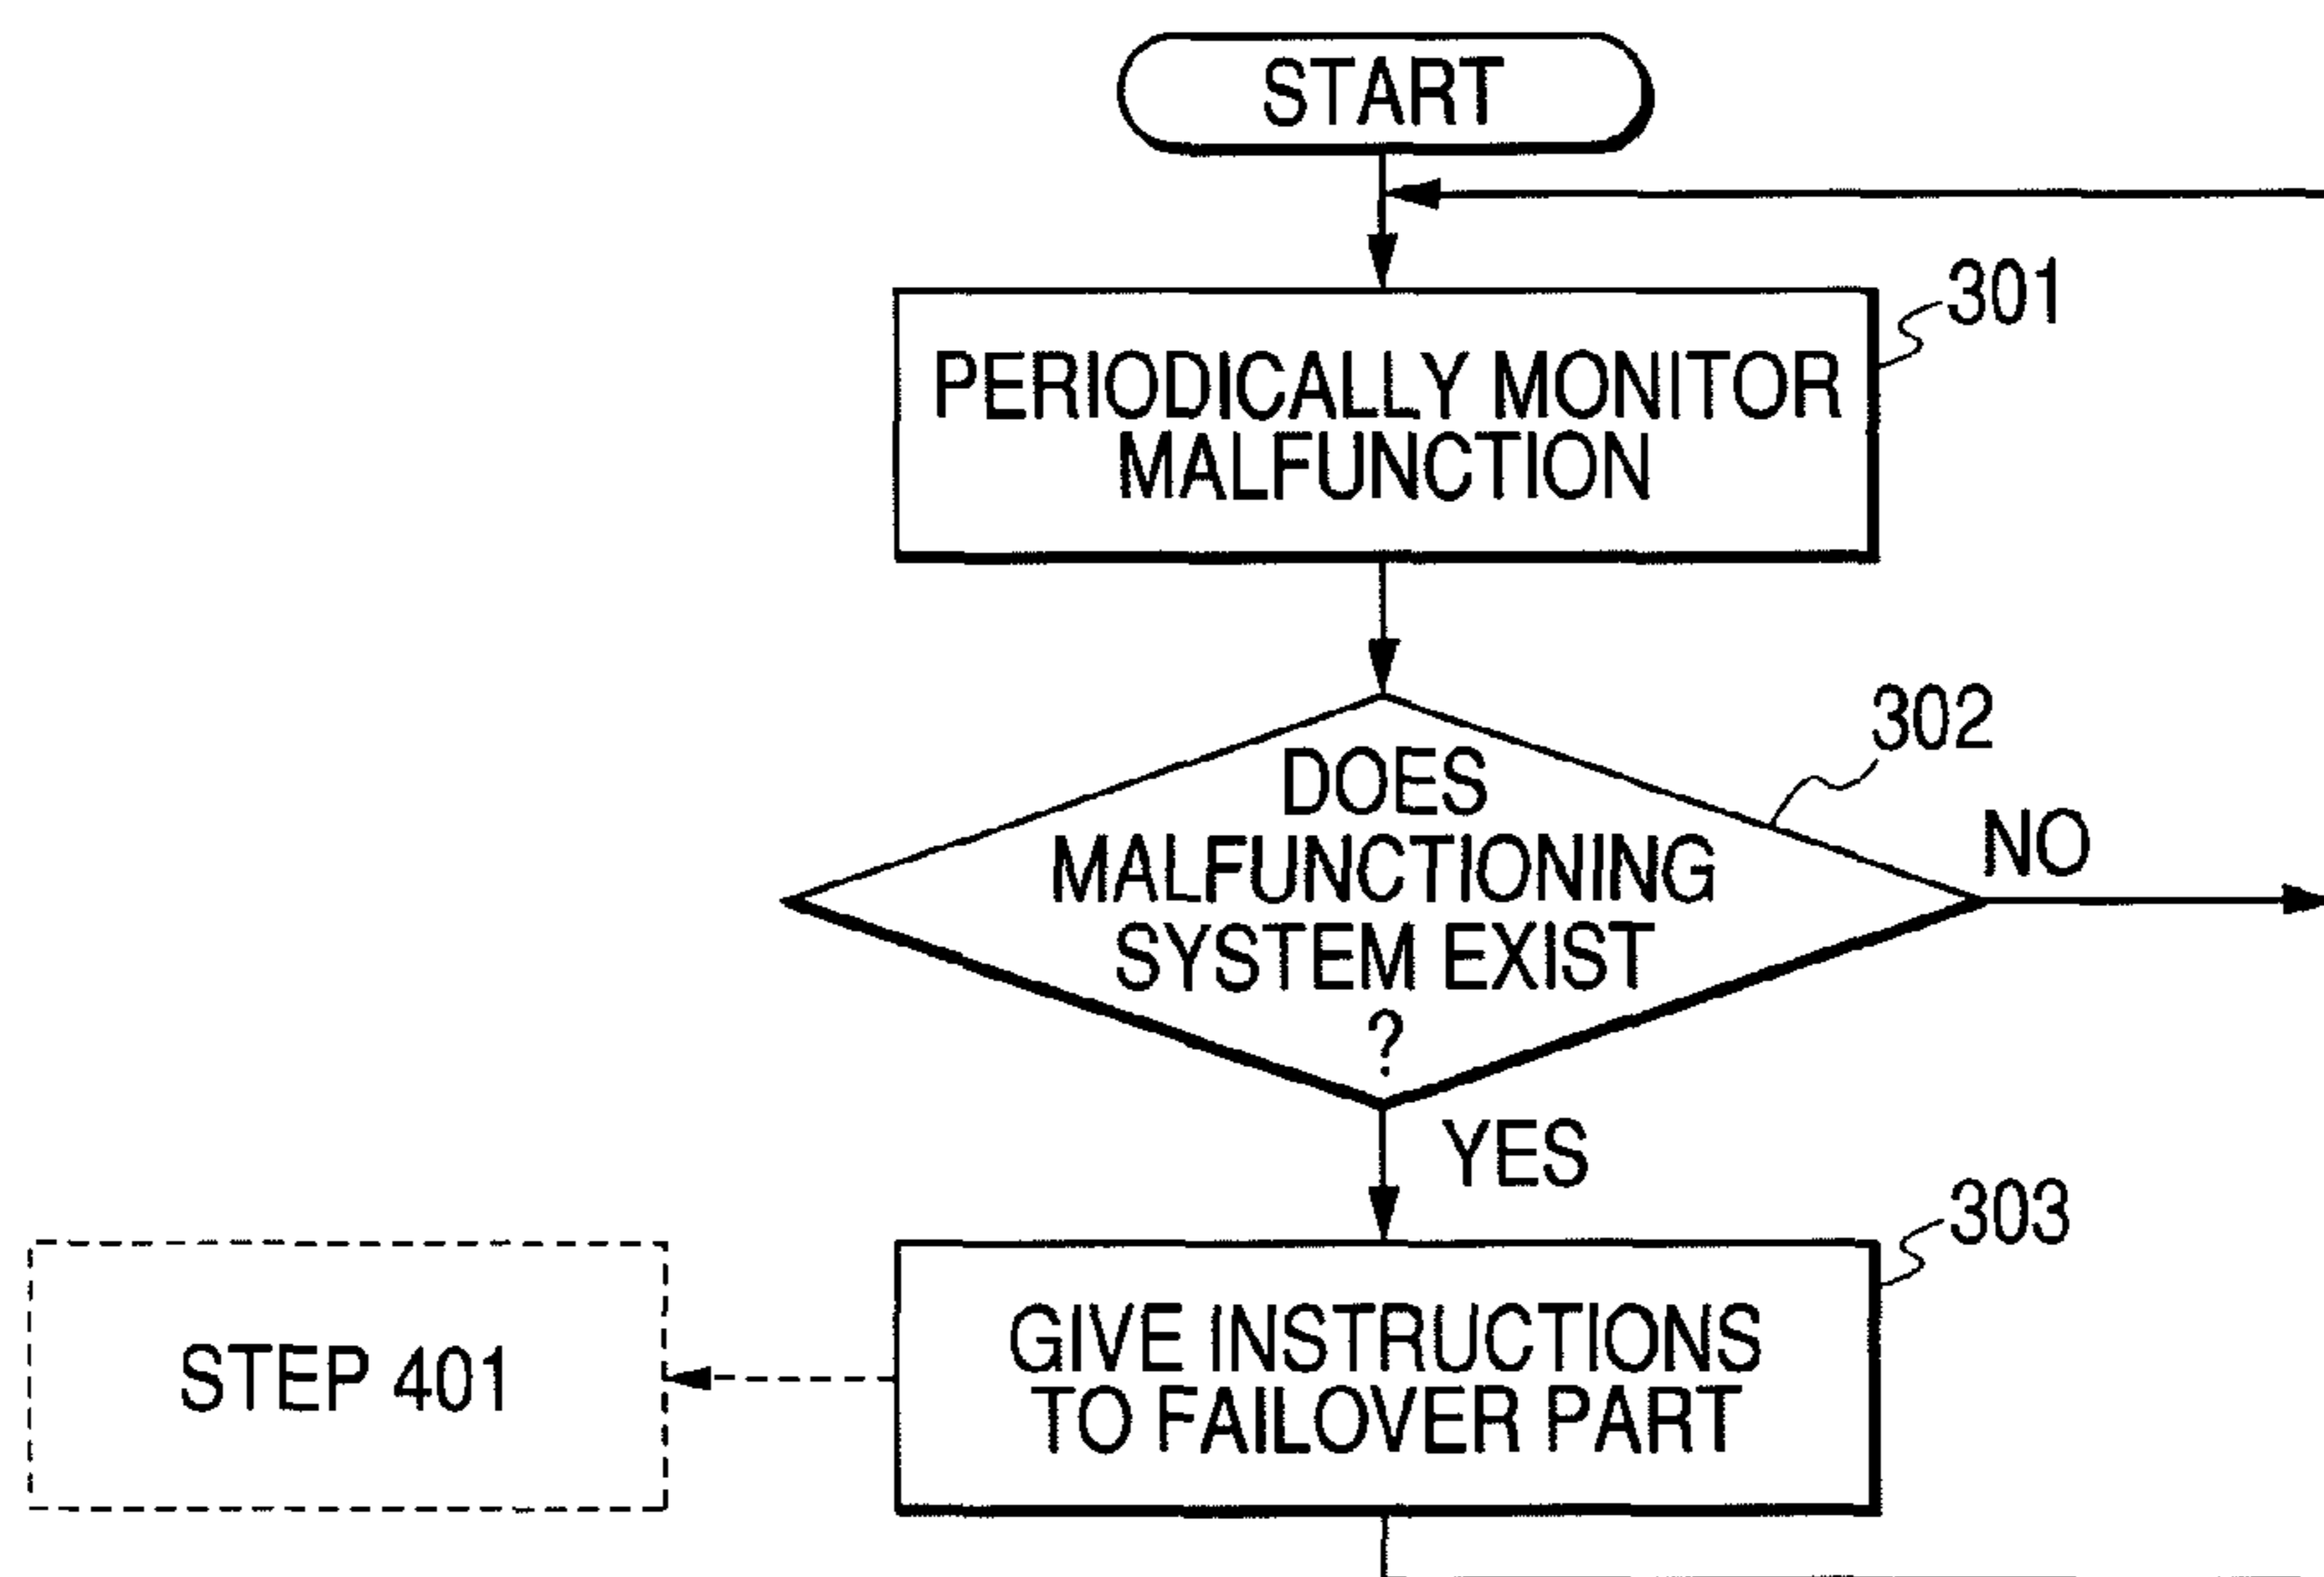 START
301
PERIODICALLY MONITOR
MALFUNCTION
302
DOES
MALFUNCTIONING
SYSTEM EXIST
?
NO
YES
303
GIVE INSTRUCTIONS
TO FAILOVER PART
STEP 401